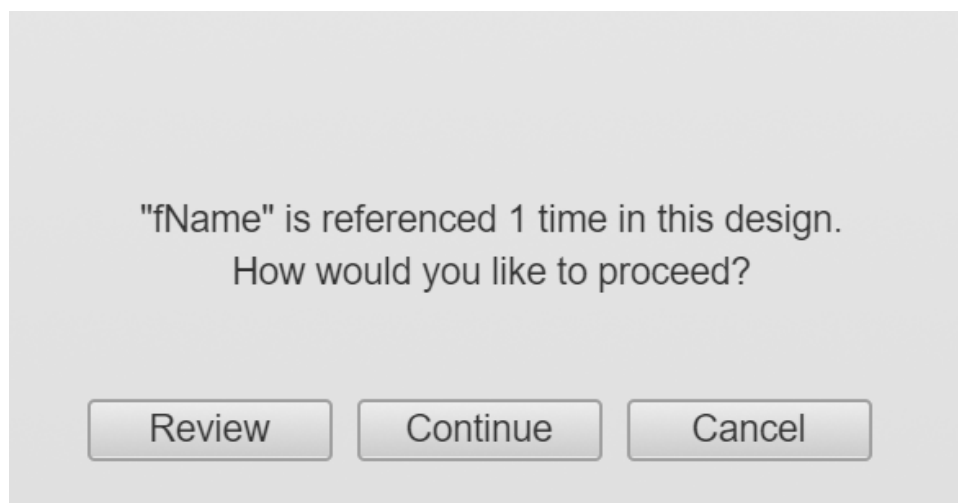 "fName" is referenced 1 time in this design.
How would you like to proceed?
Review Continue Cancel